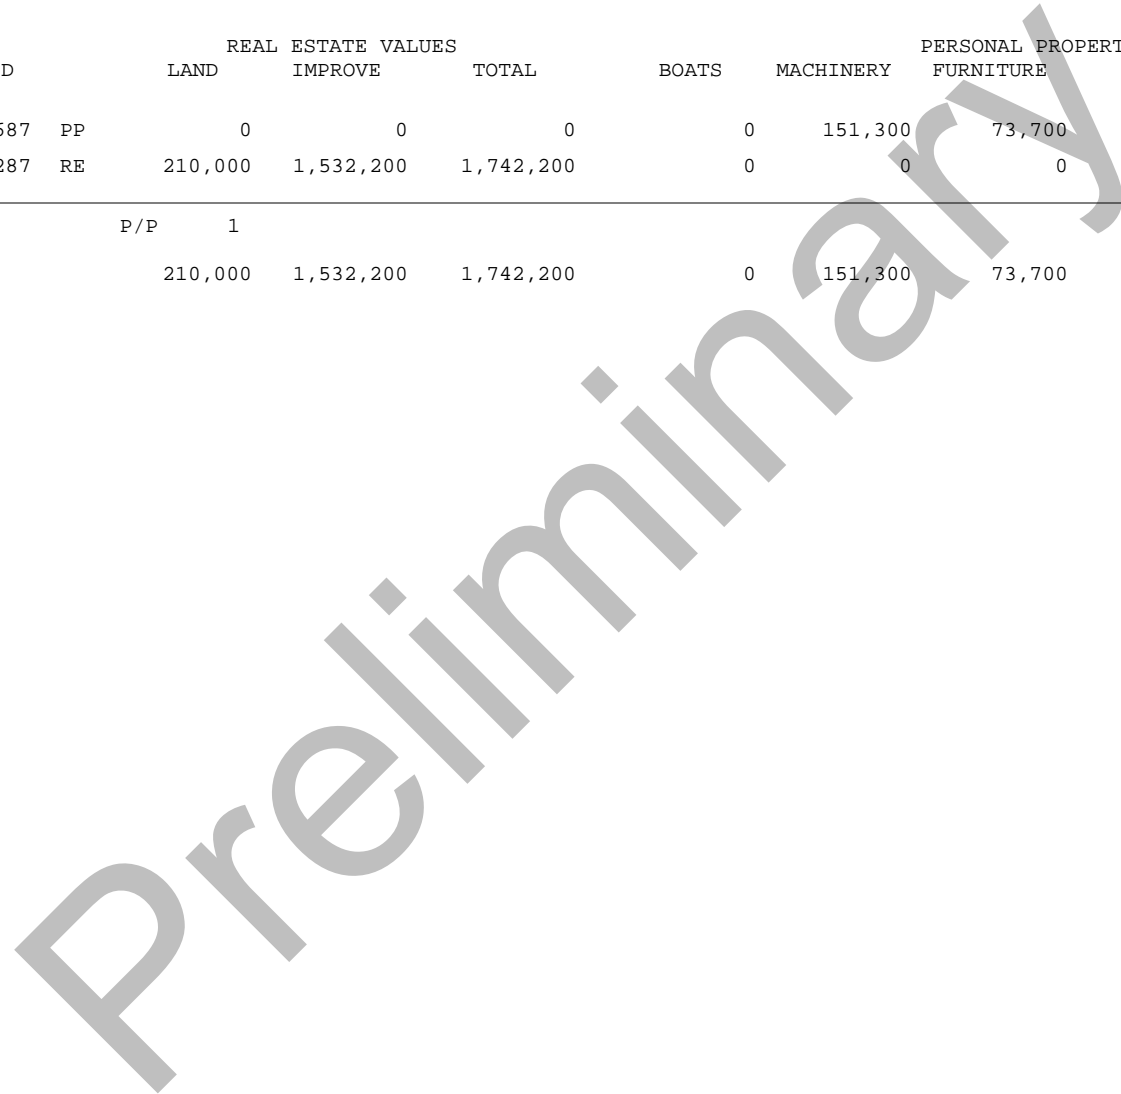 REAL ESTATE VALUES PERSONAL PROPERT
D LAND IMPROVE TOTAL BOATS MACHINERY FURNITURE
587 PP 0 0 0 0 151,300 73,700
287 RE 210,000 1,532,200 1,742,200 0 0 0
P/P 1
210,000 1,532,200 1,742,200 0 151,300 73,700
Preliminary